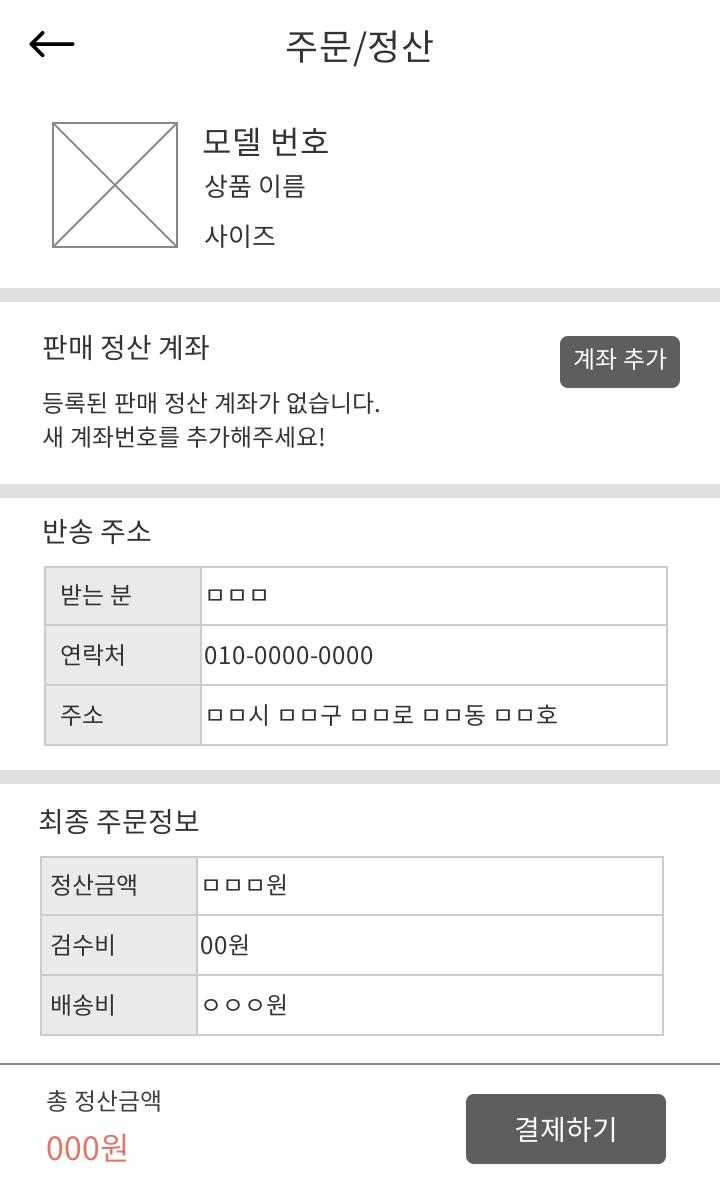 주문/정산
모델 번호
상품 이름
사이즈
판매 정산 계좌
계좌 추가
등록된 판매 정산 계좌가 없습니다.
새 계좌번호를 추가해주세요!
반송 주소
받는 분 ㅁㅁㅁ
연락처 010-0000-0000
주소 ㅁㅁ시 ㅁㅁ구 ㅁㅁ로 ㅁㅁ동 ㅁㅁ호
최종 주문정보
정산금액 ㅁㅁㅁ원
검수비 00원
배송비 ㅇㅇㅇ원
총 정산금액
000원
결제하기